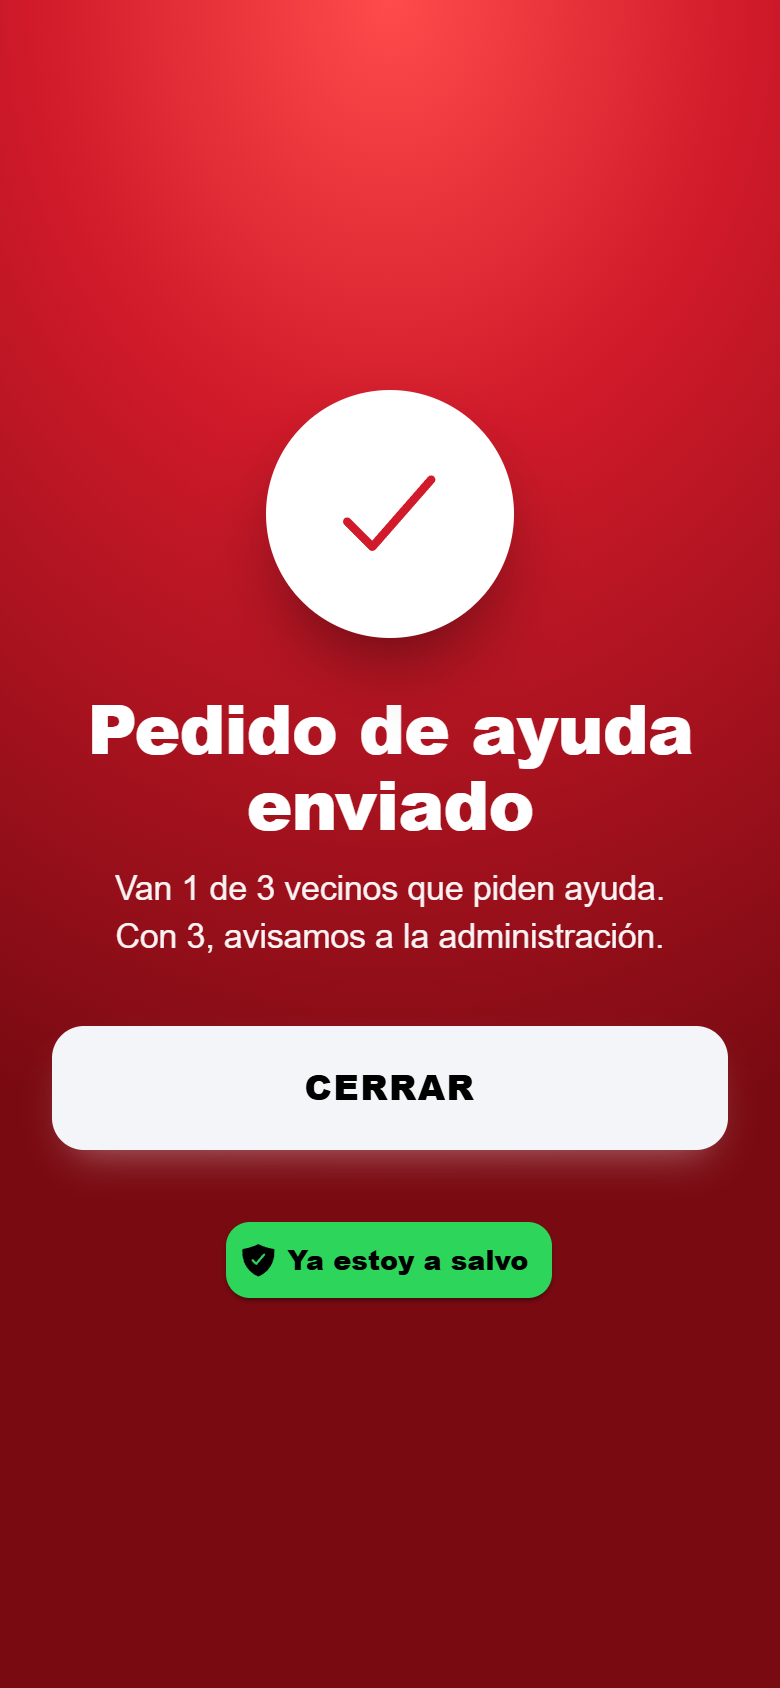 Pedido de ayuda
enviado
Van 1 de 3 vecinos que piden ayuda.
Con 3, avisamos a la administración.
CERRAR
Ya estoy a salvo